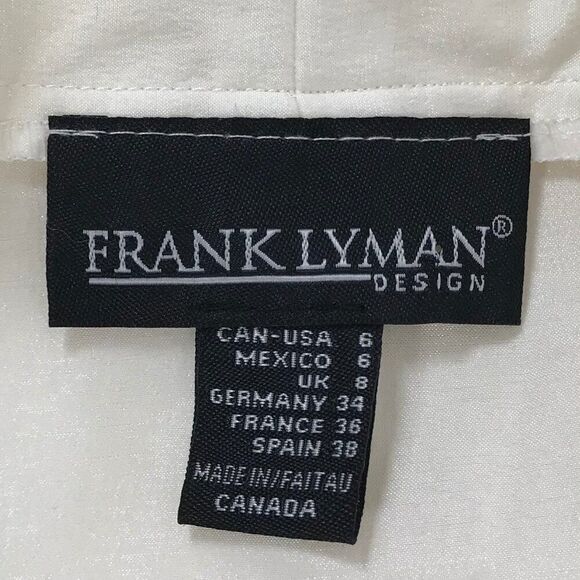 FRANK LYMAN®
DESIGN
CAN-USA 6
MEXICO 6
UK 8
GERMANY 34
FRANCE 36
SPAIN 38
MADE IN/FAIT AU
CANADA